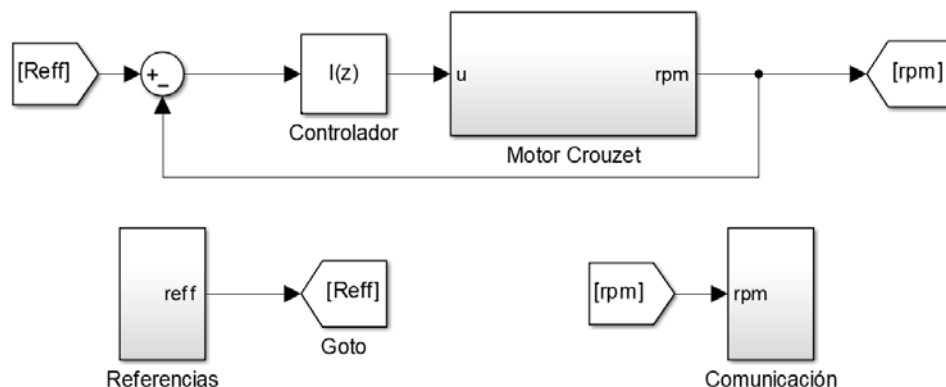 [Reff]
+
−
I(z)
Controlador
u
rpm
Motor Crouzet
[rpm]
reff
Referencias
[Reff]
Goto
[rpm]
rpm
Comunicación